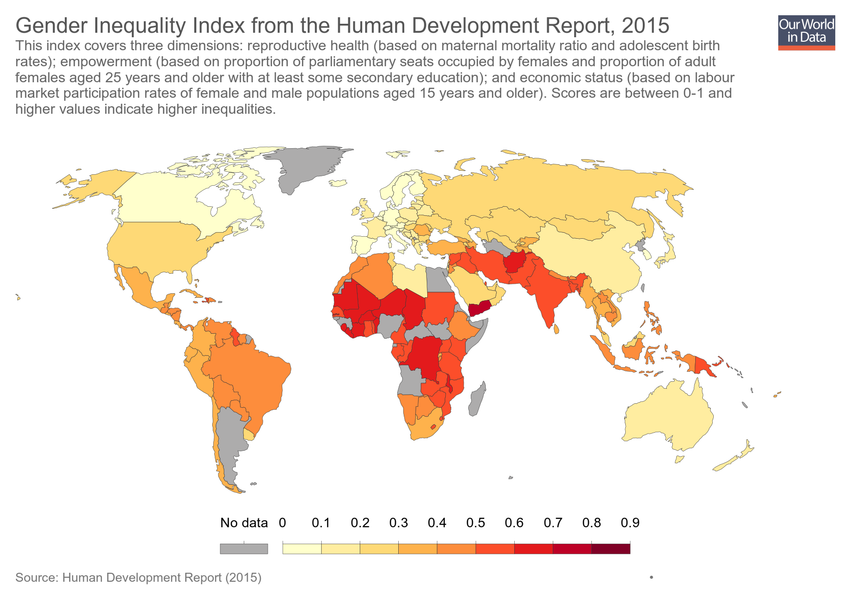 Gender Inequality Index from the Human Development Report, 2015
Our World
in Data
This index covers three dimensions: reproductive health (based on maternal mortality ratio and adolescent birth
rates); empowerment (based on proportion of parliamentary seats occupied by females and proportion of adult
females aged 25 years and older with at least some secondary education); and economic status (based on labour
market participation rates of female and male populations aged 15 years and older). Scores are between 0-1 and
higher values indicate higher inequalities.
No data 0 0.1 0.2 0.3 0.4 0.5 0.6 0.7 0.8 0.9
Source: Human Development Report (2015)